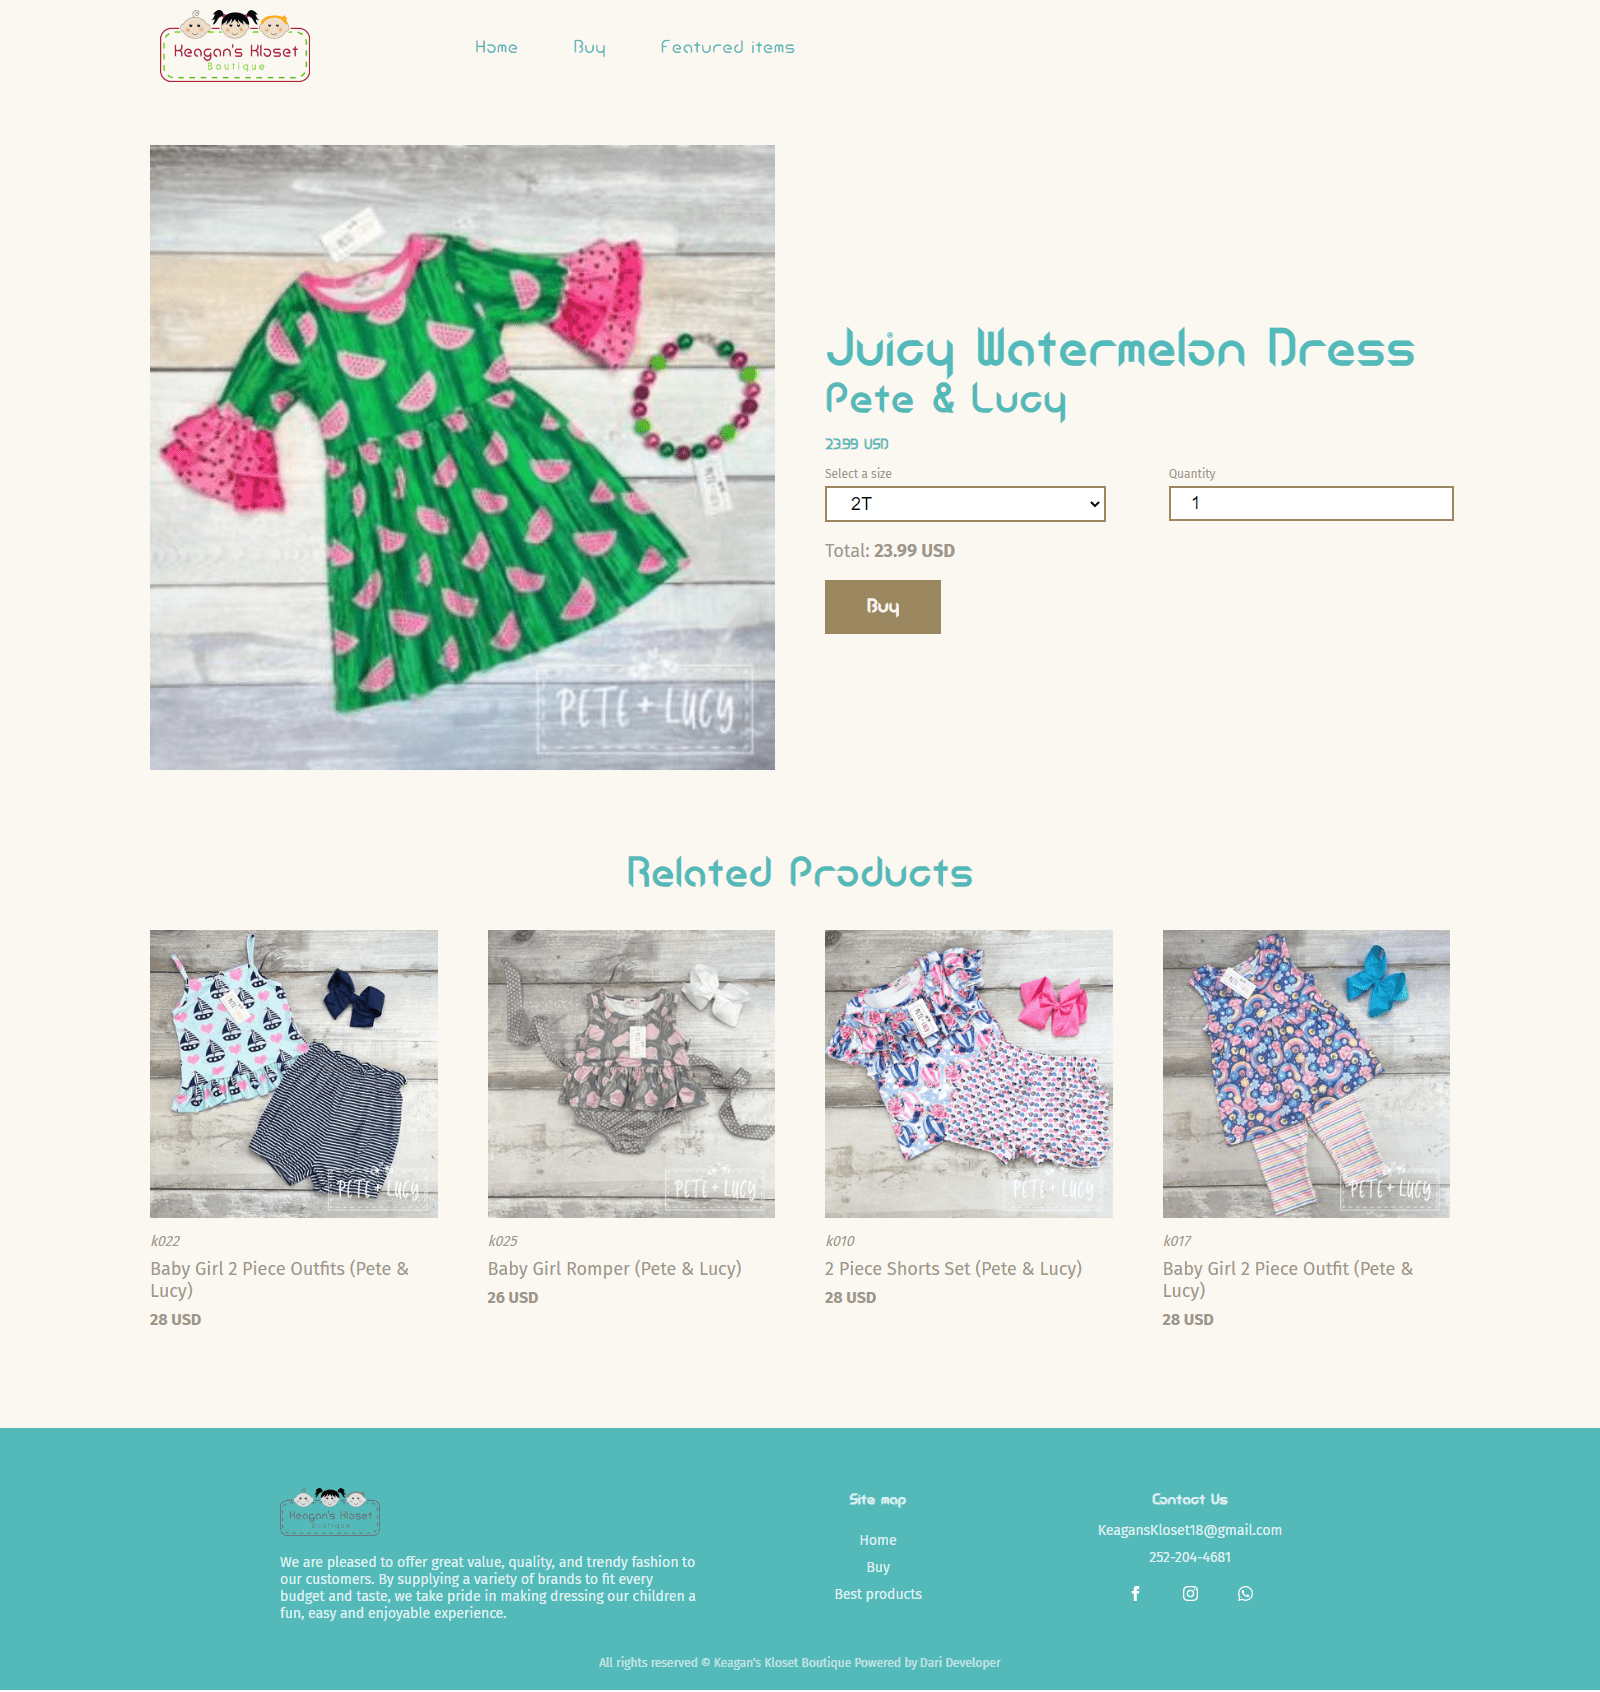 Keagan's Kloset
Boutique
Home
Buy
Featured items
PETE + LUCY
Juicy Watermelon Dress
Pete & Lucy
23.99 USD
Select a size
Quantity
2T
1
Total: 23.99 USD
Buy
Related Products
PETE + LUCY
PETE + LUCY
PETE + LUCY
PETE + LUCY
k022
Baby Girl 2 Piece Outfits (Pete &
Lucy)
28 USD
k025
Baby Girl Romper (Pete & Lucy)
26 USD
k010
2 Piece Shorts Set (Pete & Lucy)
28 USD
k017
Baby Girl 2 Piece Outfit (Pete &
Lucy)
28 USD
Keagan's Kloset
Boutique
We are pleased to offer great value, quality, and trendy fashion to
our customers. By supplying a variety of brands to fit every
budget and taste, we take pride in making dressing our children a
fun, easy and enjoyable experience.
Site map
Home
Buy
Best products
Contact Us
KeagansKloset18@gmail.com
252-204-4681
All rights reserved © Keagan's Kloset Boutique Powered by Dari Developer